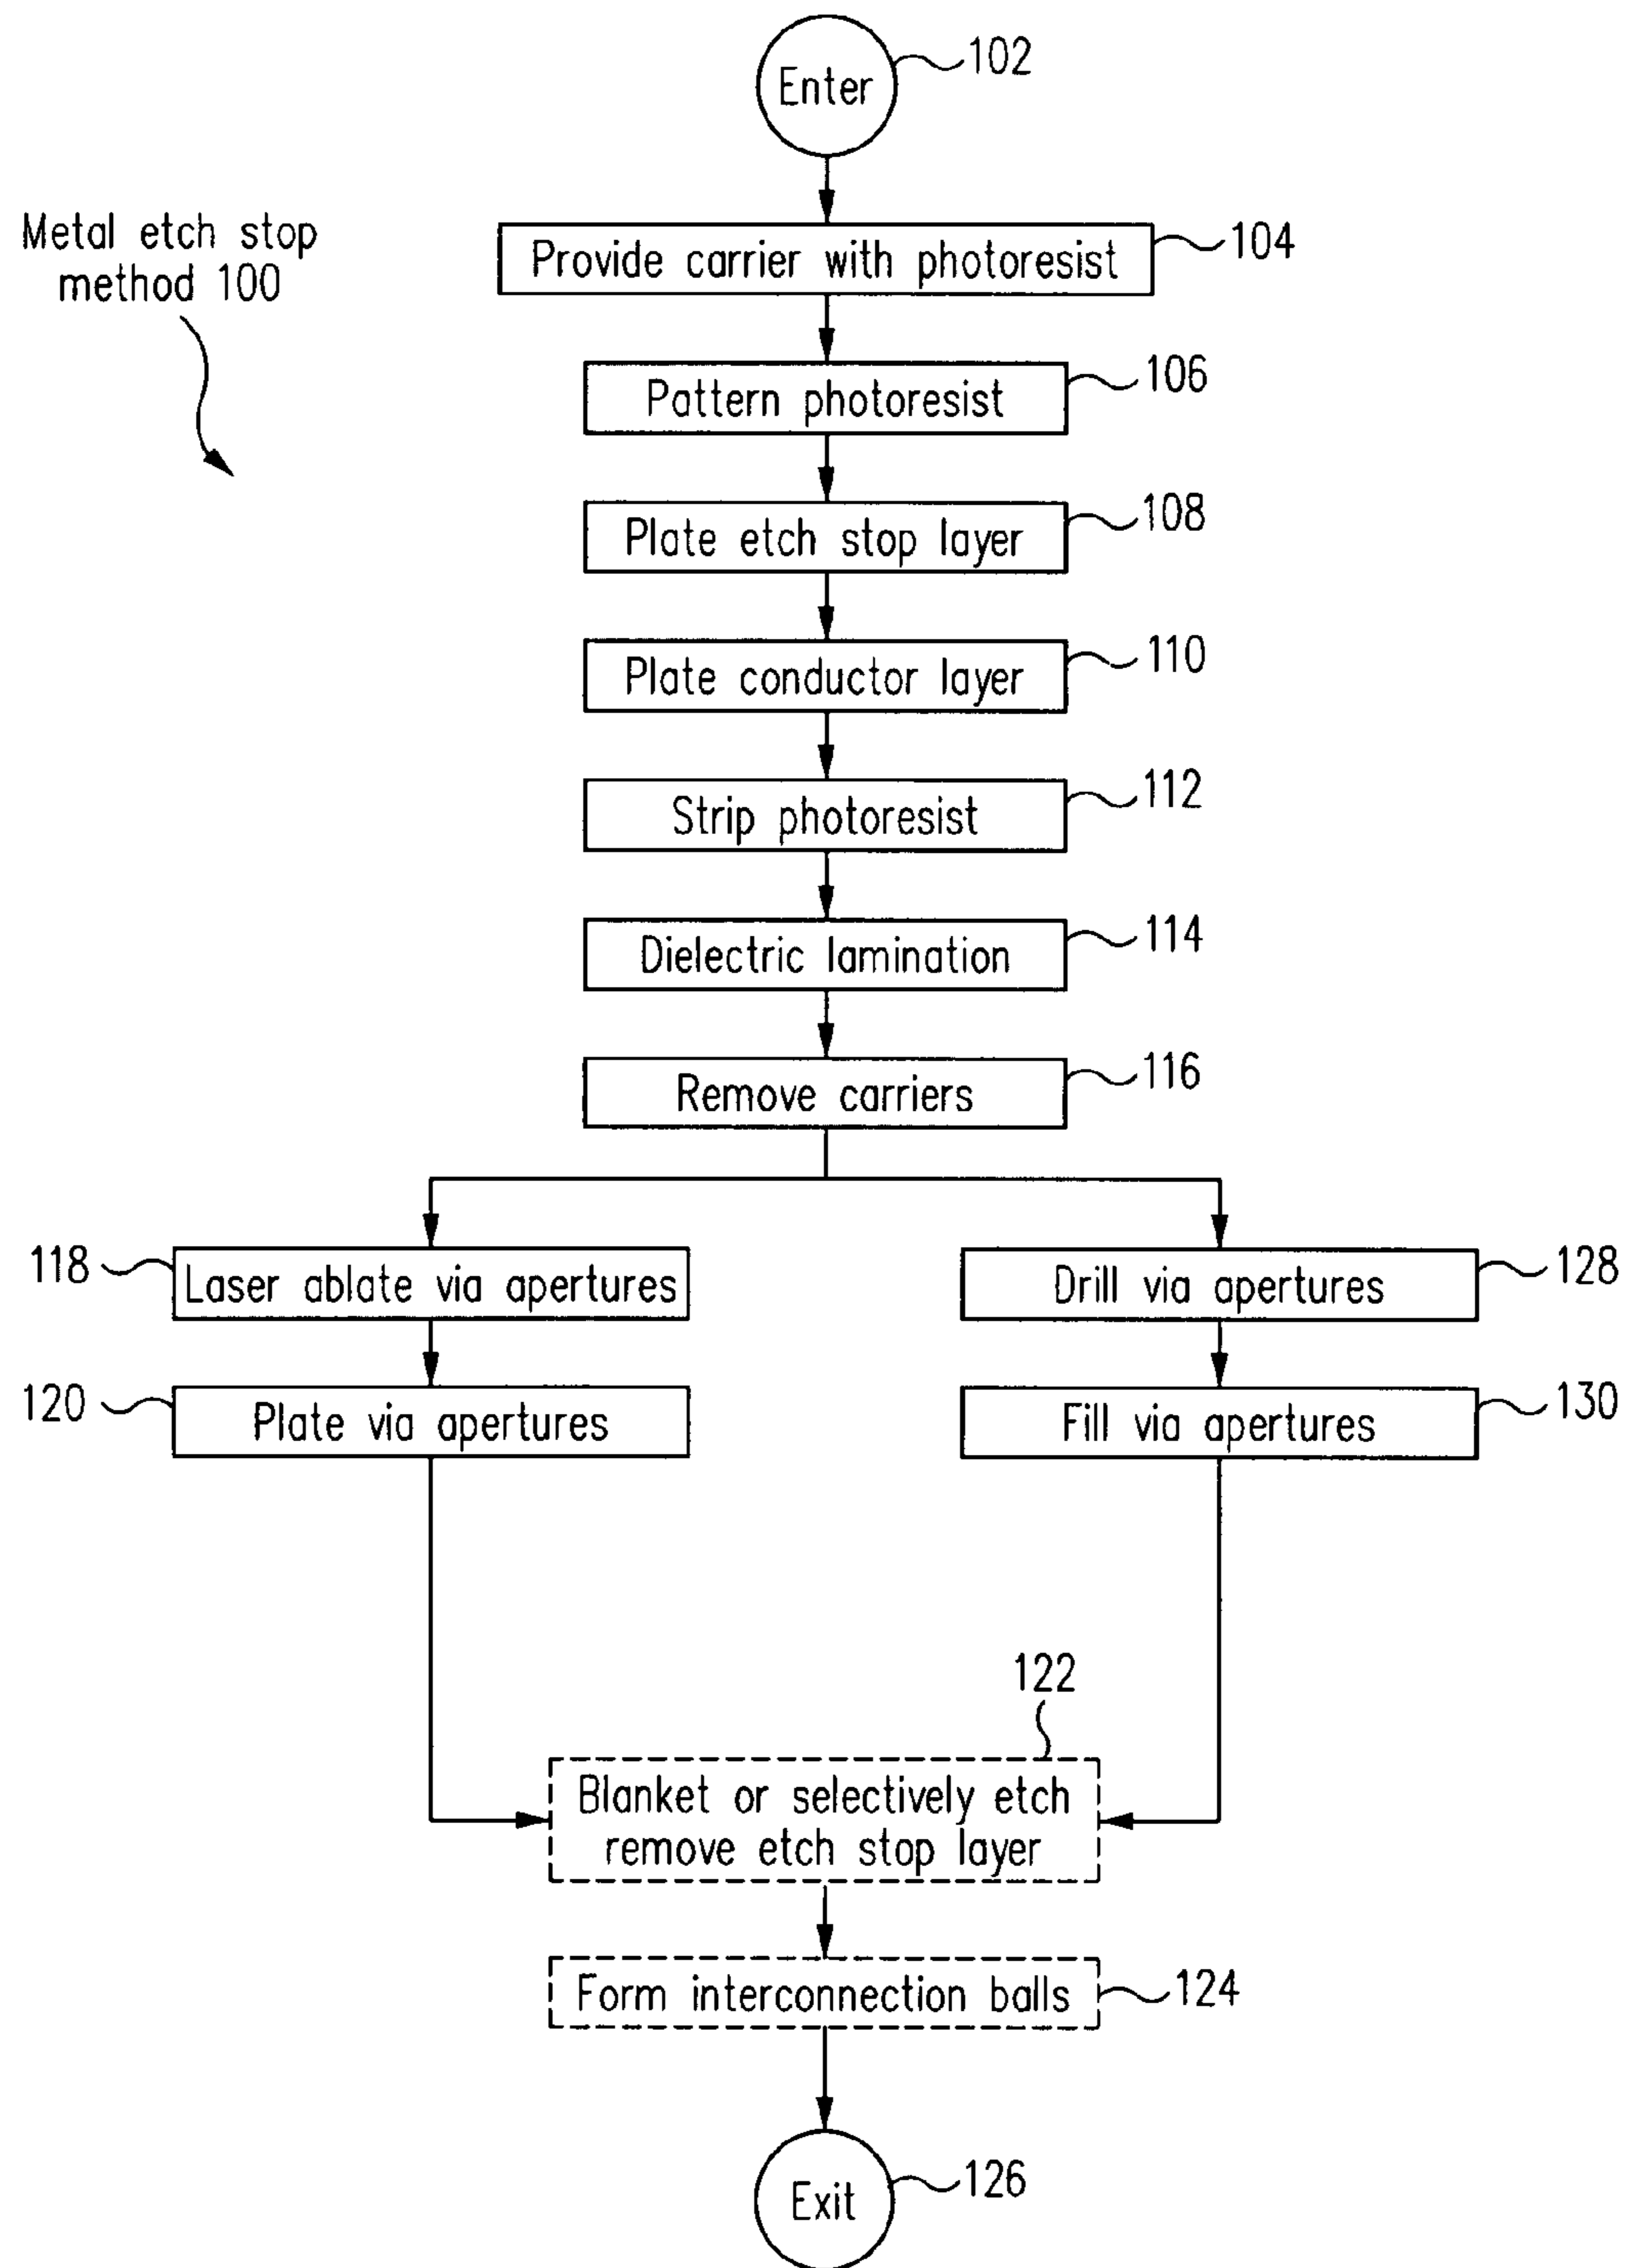 Enter
102
Metal etch stop
method 100
Provide carrier with photoresist
104
Pattern photoresist
106
Plate etch stop layer
108
Plate conductor layer
110
Strip photoresist
112
Dielectric lamination
114
Remove carriers
116
118
Laser ablate via apertures
Drill via apertures
128
120
Plate via apertures
Fill via apertures
130
122
Blanket or selectively etch
remove etch stop layer
Form interconnection balls
124
Exit
126